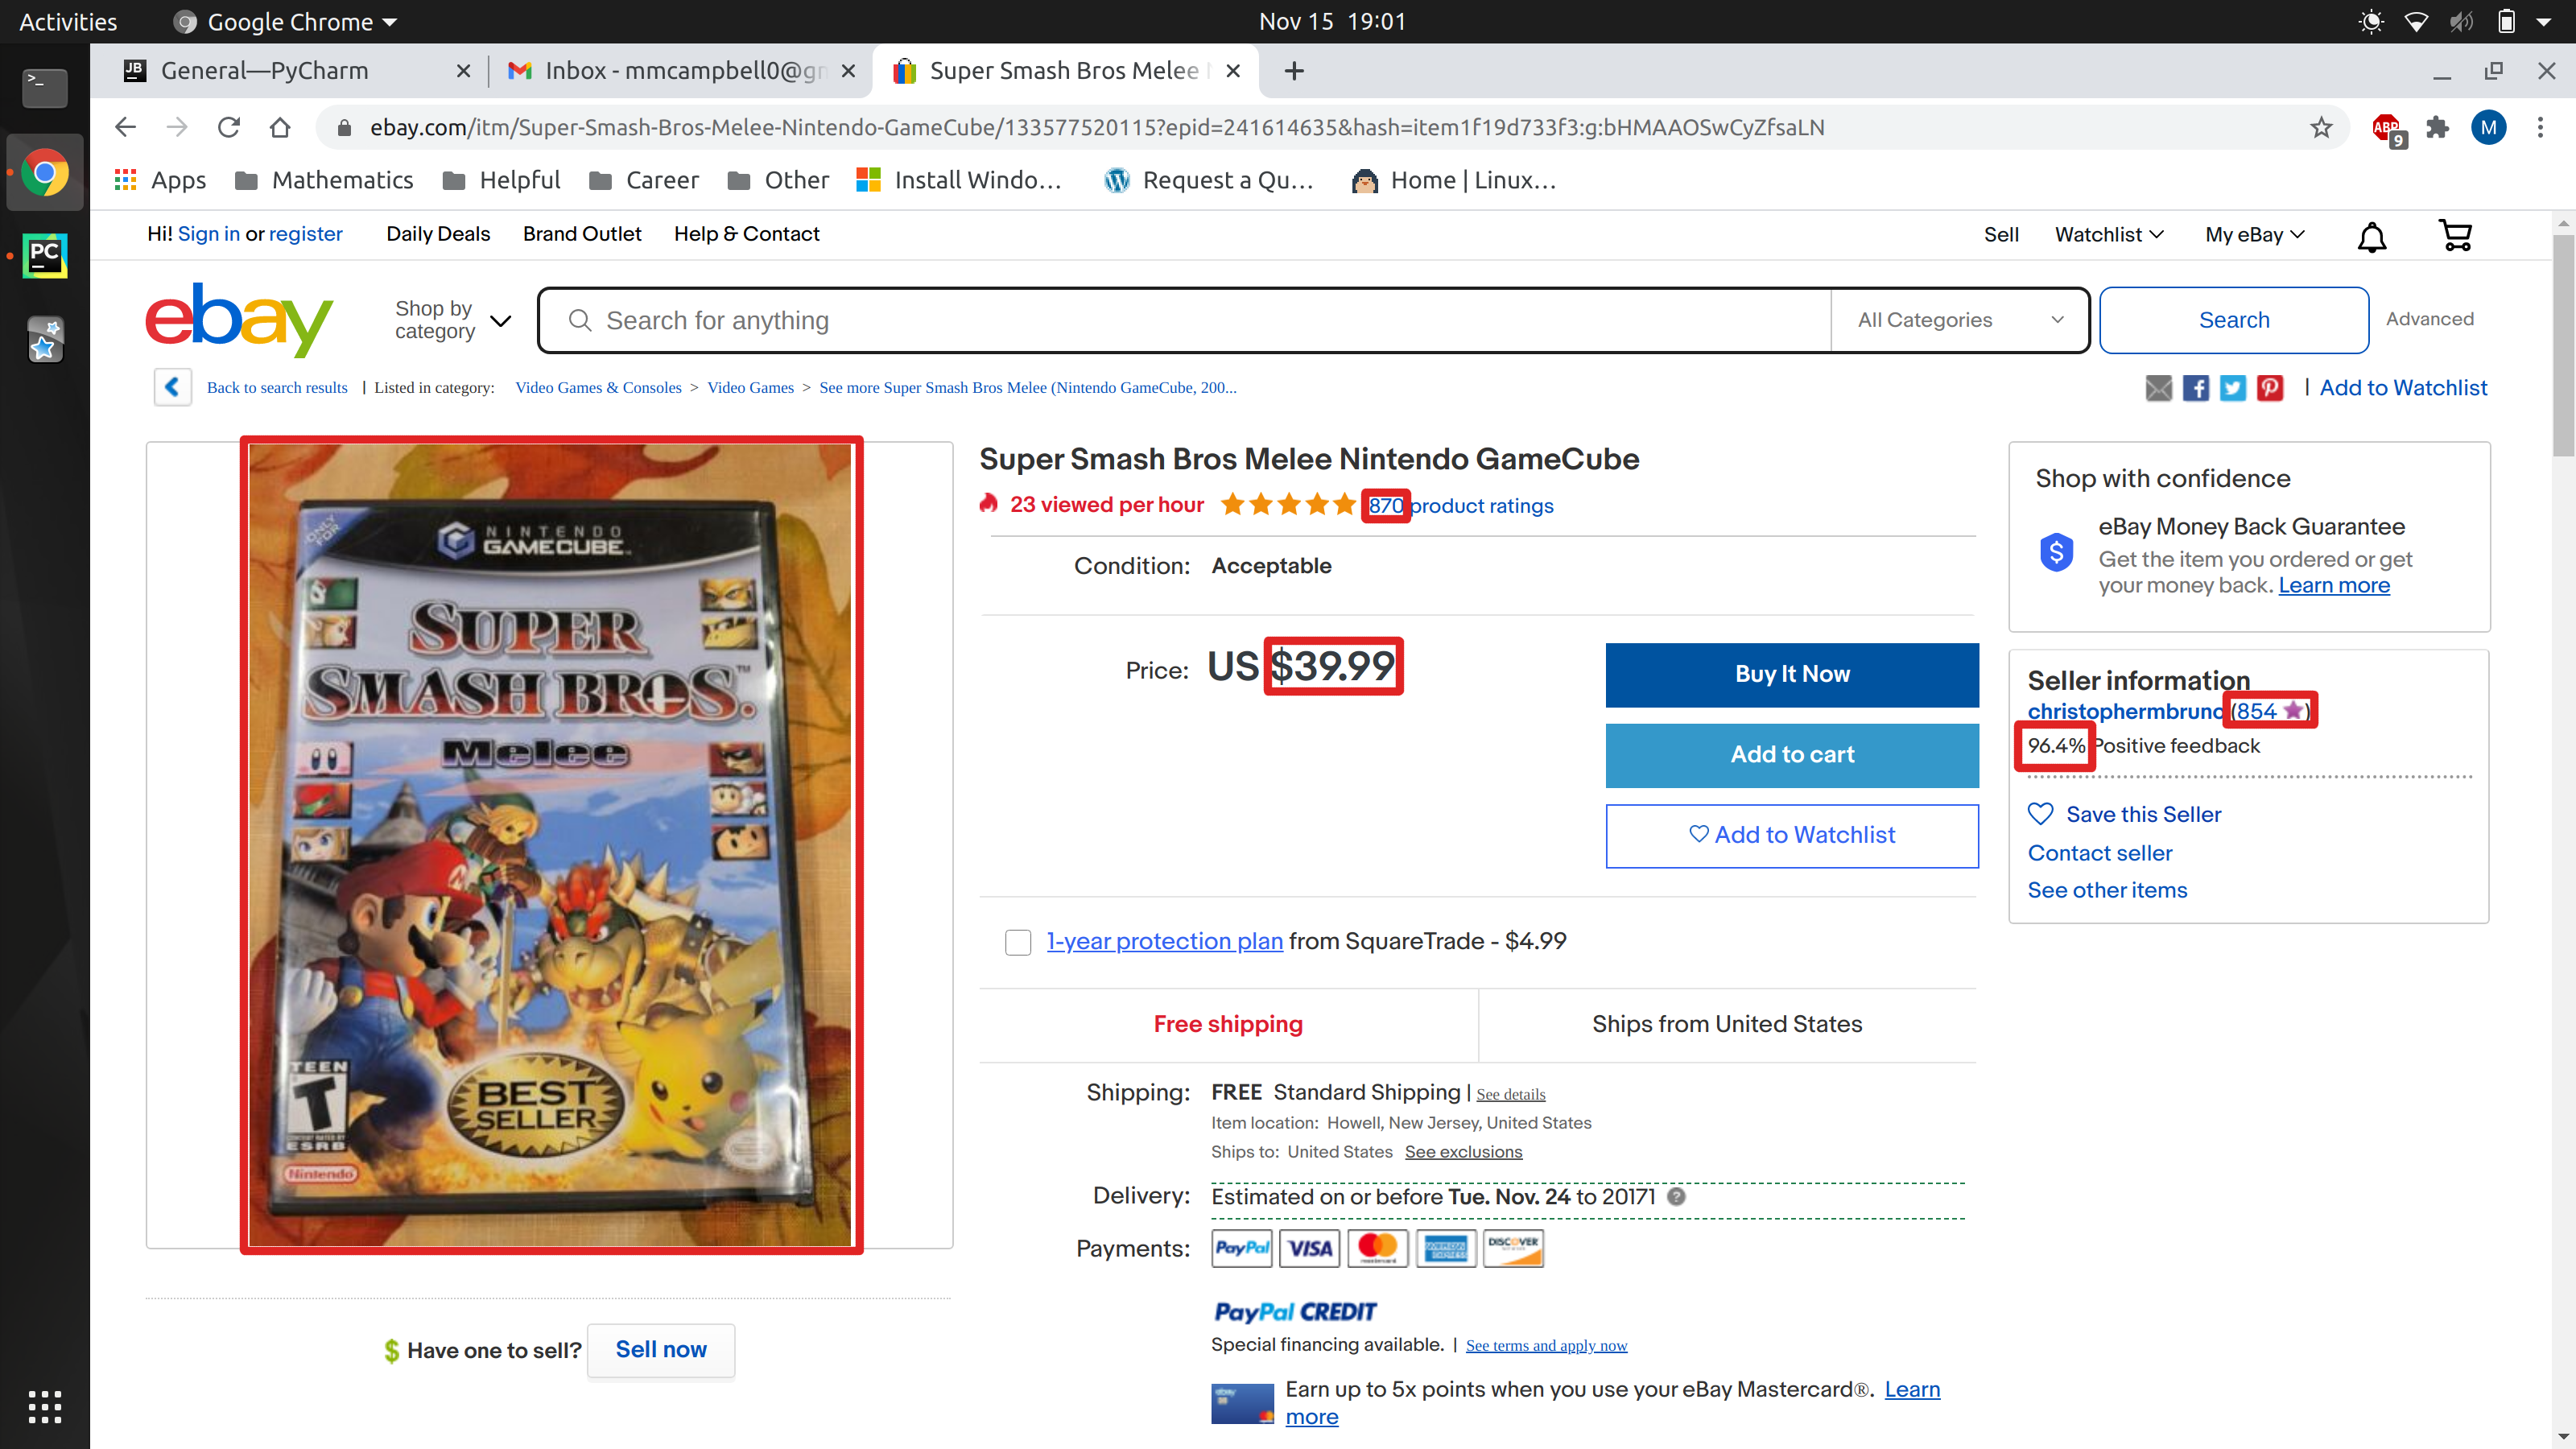 Activities Google Chrome Nov 15 19:01
General—PyCharm Inbox - mmcampbell0@gm Super Smash Bros Melee
ebay.com/itm/Super-Smash-Bros-Melee-Nintendo-GameCube/133577520115?epid=241614635&hash=item1f19d733f3:g:bHMAAOSwCyZfsaLN ABP 9 M
Apps Mathematics Helpful Career Other Install Windo… Request a Qu… Home | Linux…
Hi! Sign in or register Daily Deals Brand Outlet Help & Contact Sell Watchlist My eBay
ebay Shop by category Search for anything All Categories Search Advanced
Back to search results | Listed in category: Video Games & Consoles > Video Games > See more Super Smash Bros Melee (Nintendo GameCube, 200... | Add to Watchlist
ONLY FOR
NINTENDO
GAMECUBE
SUPER
SMASH BROS.™
Melee
BEST
SELLER
TEEN
T
CONTENT RATED BY
ESRB
Nintendo
Have one to sell? Sell now
Super Smash Bros Melee Nintendo GameCube
23 viewed per hour 870 product ratings
Condition: Acceptable
Price: US $39.99
Buy It Now
Add to cart
Add to Watchlist
1-year protection plan from SquareTrade - $4.99
Free shipping Ships from United States
Shipping: FREE Standard Shipping | See details
Item location: Howell, New Jersey, United States
Ships to: United States See exclusions
Delivery: Estimated on or before Tue. Nov. 24 to 20171
Payments: PayPal VISA mastercard AMERICAN EXPRESS DISCOVER
PayPal CREDIT
Special financing available. | See terms and apply now
ebay
Earn up to 5x points when you use your eBay Mastercard®. Learn
more
Shop with confidence
eBay Money Back Guarantee
Get the item you ordered or get
your money back. Learn more
Seller information
christophermbruno (854)
96.4% Positive feedback
Save this Seller
Contact seller
See other items